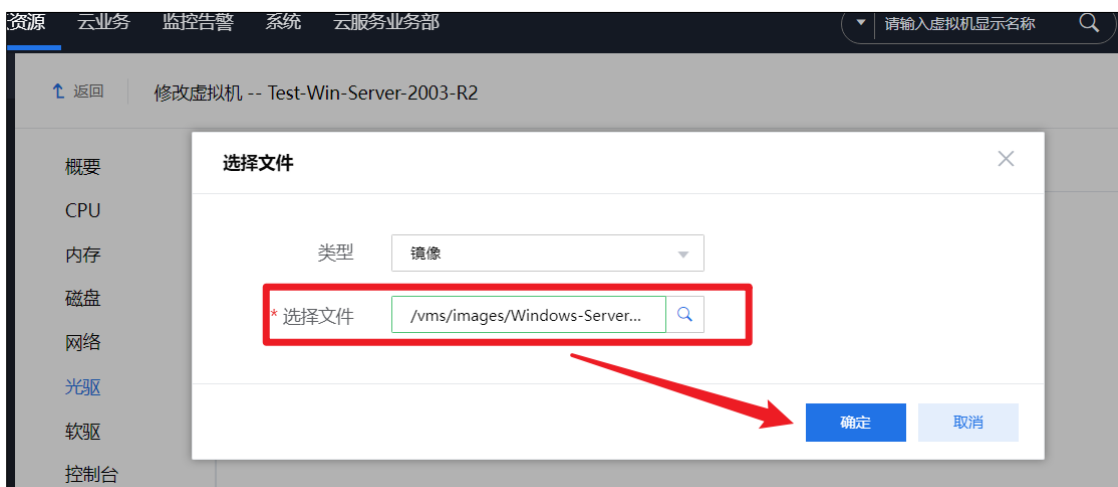 资源 云业务 监控告警 系统 云服务业务部 请输入虚拟机显示名称
返回 修改虚拟机 -- Test-Win-Server-2003-R2
概要
CPU
内存
磁盘
网络
光驱
软驱
控制台
选择文件
类型 镜像
* 选择文件 /vms/images/Windows-Server...
确定 取消